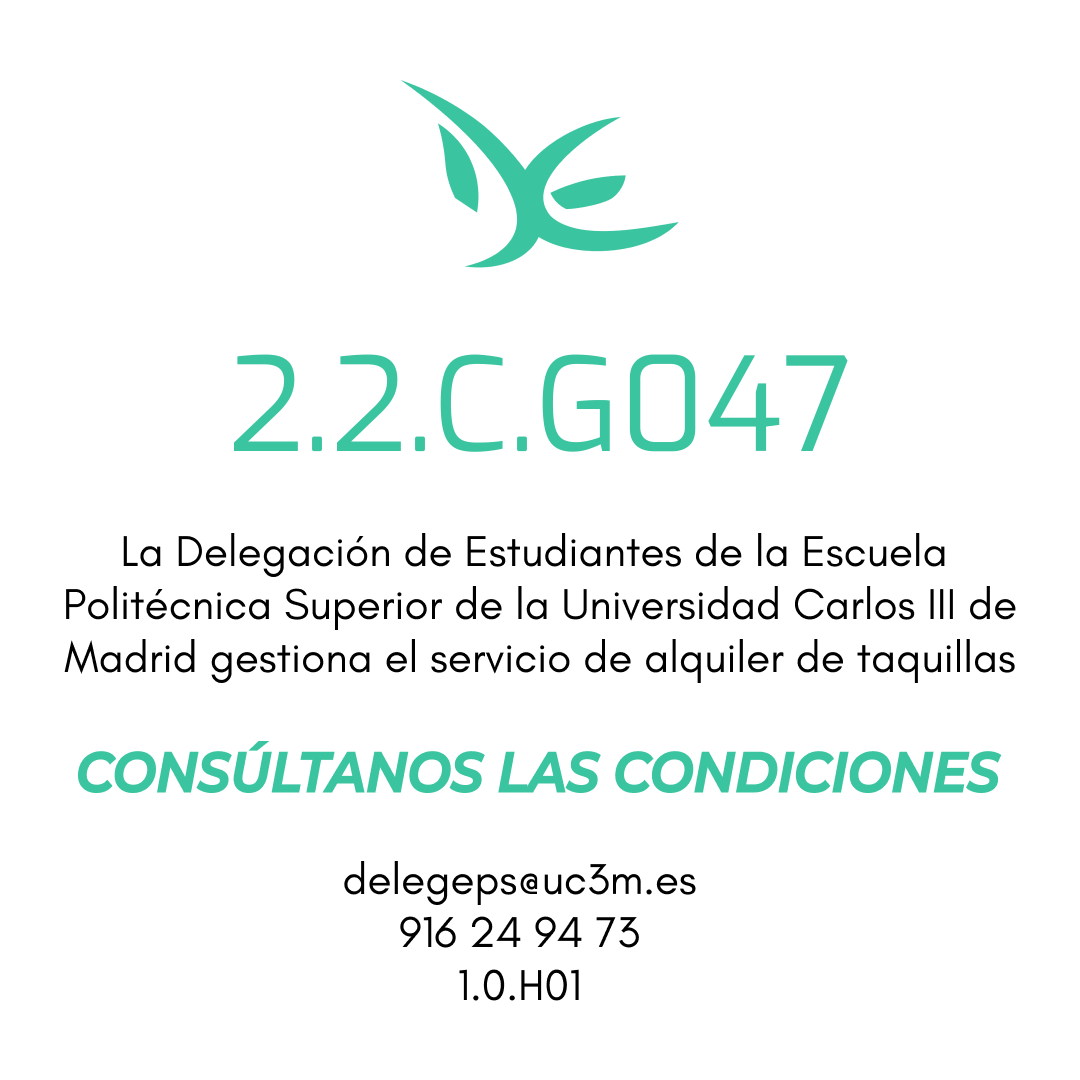 2.2.C.G047
La Delegación de Estudiantes de la Escuela
Politécnica Superior de la Universidad Carlos III de
Madrid gestiona el servicio de alquiler de taquillas
CONSÚLTANOS LAS CONDICIONES
delegeps@uc3m.es
916 24 94 73
1.0.H01